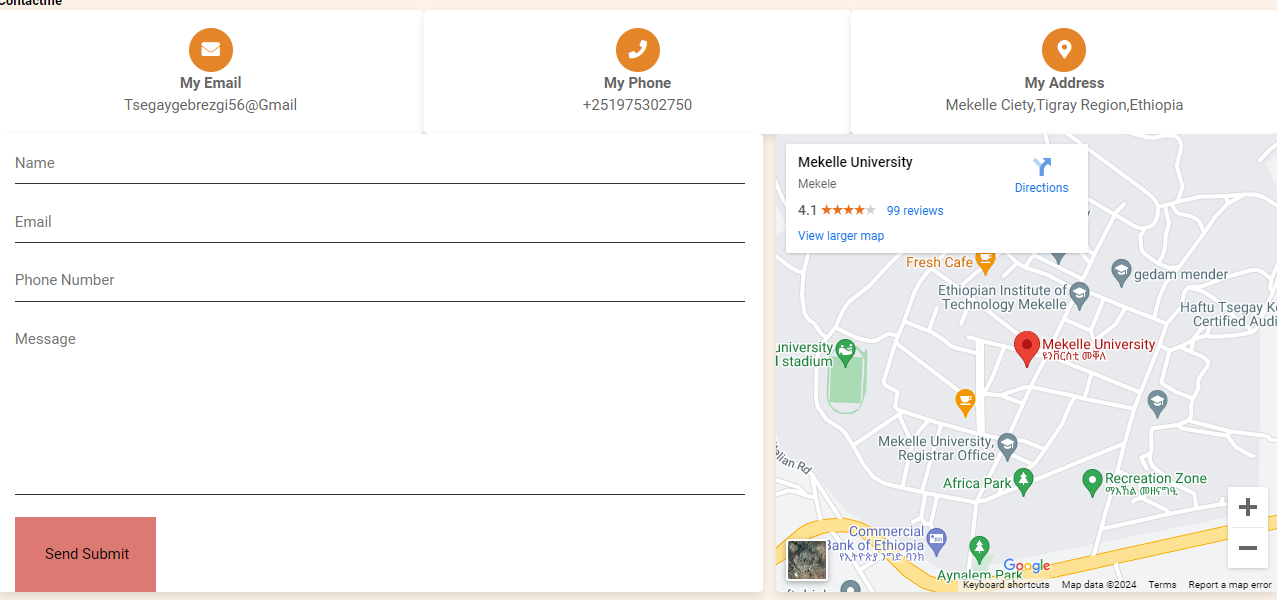 Contactme
My Email
Tsegaygebrezgi56@Gmail
My Phone
+251975302750
My Address
Mekelle Ciety,Tigray Region,Ethiopia
Name
Email
Phone Number
Message
Send Submit
Mekelle University
Mekele
Directions
4.1
99 reviews
View larger map
Fresh Cafe
gedam mender
Ethiopian Institute of
Technology Mekelle
Haftu Tsegay
Certified Audi
university
l stadium
Mekelle University
ዩንቨርስቲ መቐለ
Mekelle University,
Registrar Office
alian Rd
Africa Park
Recreation Zone
Commercial
Bank of Ethiopia
የኢትዮጵያ ንግድ ባንክ
Aynalem Park
Google
Keyboard shortcuts
Map data ©2024
Terms
Report a map error